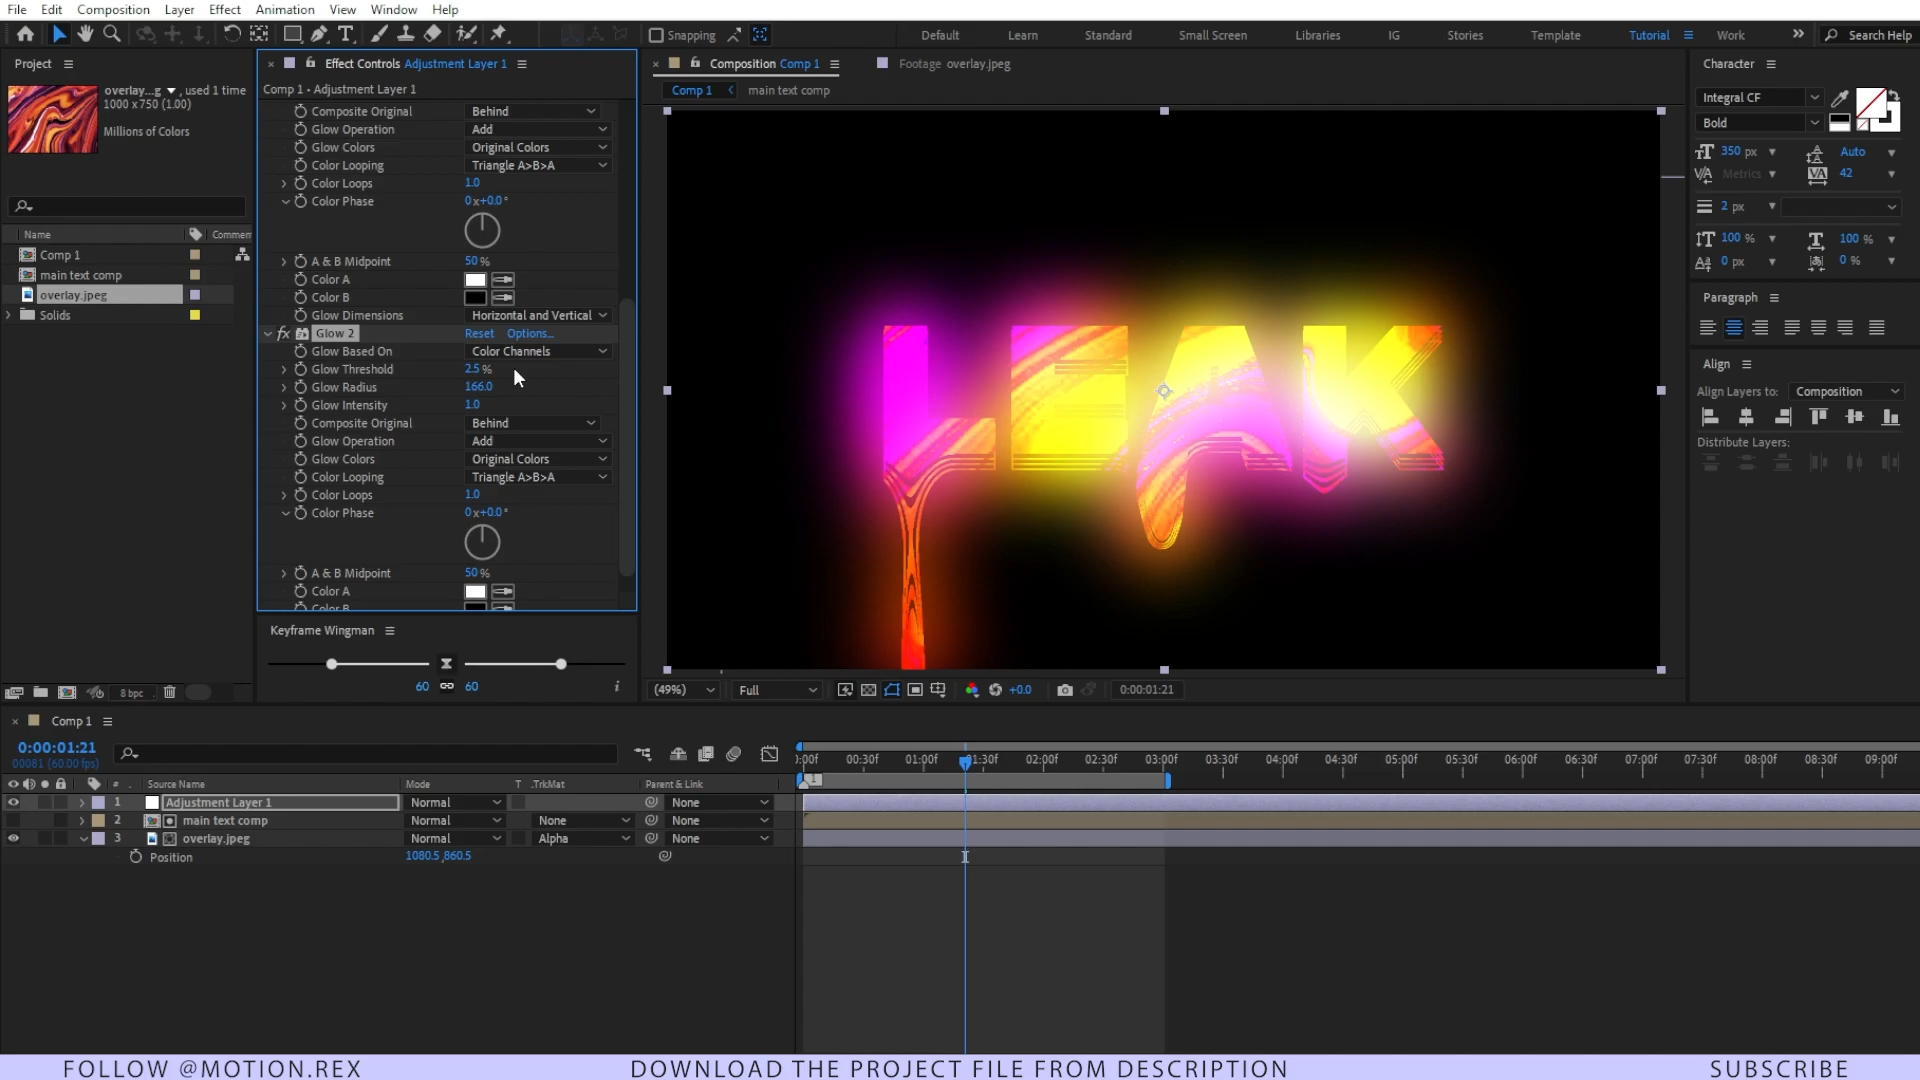 File Edit Composition Layer Effect Animation View Window Help
Snapping Default Learn Standard Small Screen Libraries IG Stories Template Tutorial Work Search Help
Project
overlay....g , used 1 time
1000 x 750 (1.00)
Millions of Colors
Name Commen
Comp 1
main text comp
overlay.jpeg
Solids
8 bpc
Effect Controls Adjustment Layer 1
Comp 1 • Adjustment Layer 1
Composite Original Behind
Glow Operation Add
Glow Colors Original Colors
Color Looping Triangle A>B>A
Color Loops 1.0
Color Phase 0x+0.0°
A & B Midpoint 50 %
Color A
Color B
Glow Dimensions Horizontal and Vertical
fx Glow 2 Reset Options...
Glow Based On Color Channels
Glow Threshold 2.5 %
Glow Radius 166.0
Glow Intensity 1.0
Composite Original Behind
Glow Operation Add
Glow Colors Original Colors
Color Looping Triangle A>B>A
Color Loops 1.0
Color Phase 0x+0.0°
A & B Midpoint 50 %
Color A
Color B
Keyframe Wingman
60 60
Composition Comp 1 Footage overlay.jpeg
Comp 1 main text comp
LEAK
(49%) Full +0.0 0:00:01:21
Character
Integral CF
Bold
350 px Auto
Metrics 42
2 px
100 % 100 %
0 px 0 %
Paragraph
Align
Align Layers to: Composition
Distribute Layers:
Comp 1
0:00:01:21
00081 (60.00 fps)
:00f 00:30f 01:00f 01:30f 02:00f 02:30f 03:00f 03:30f 04:00f 04:30f 05:00f 05:30f 06:00f 06:30f 07:00f 07:30f 08:00f 08:30f 09:00f
1
# Source Name Mode T .TrkMat Parent & Link
1 Adjustment Layer 1 Normal None
2 main text comp Normal None None
3 overlay.jpeg Normal Alpha None
Position 1080.5,860.5
FOLLOW @MOTION.REX DOWNLOAD THE PROJECT FILE FROM DESCRIPTION SUBSCRIBE